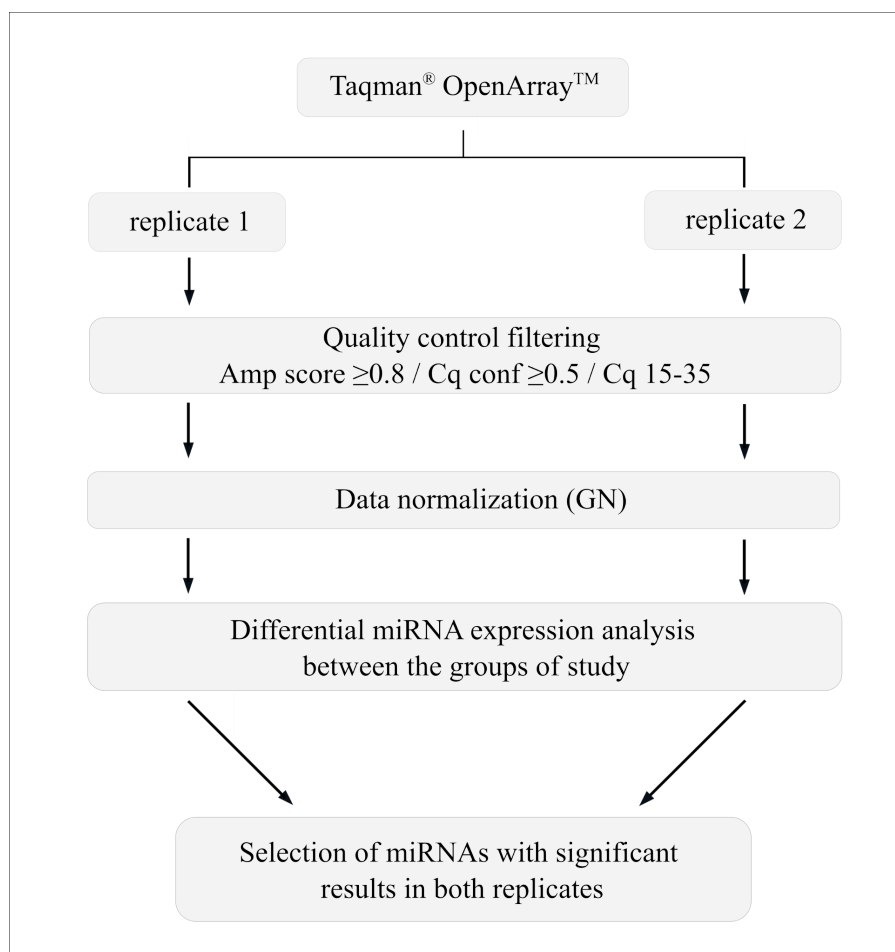 Taqman® OpenArray™
replicate 1
replicate 2
Quality control filtering
Amp score ≥0.8 / Cq conf ≥0.5 / Cq 15-35
Data normalization (GN)
Differential miRNA expression analysis
between the groups of study
Selection of miRNAs with significant
results in both replicates